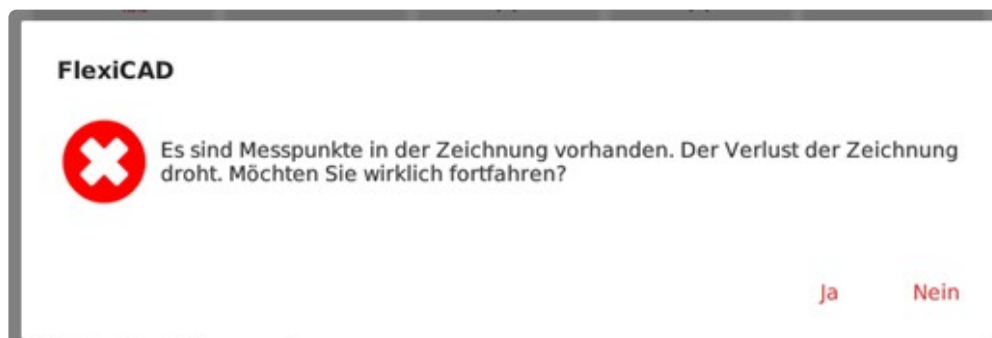 FlexiCAD
Es sind Messpunkte in der Zeichnung vorhanden. Der Verlust der Zeichnung
droht. Möchten Sie wirklich fortfahren?
Ja Nein